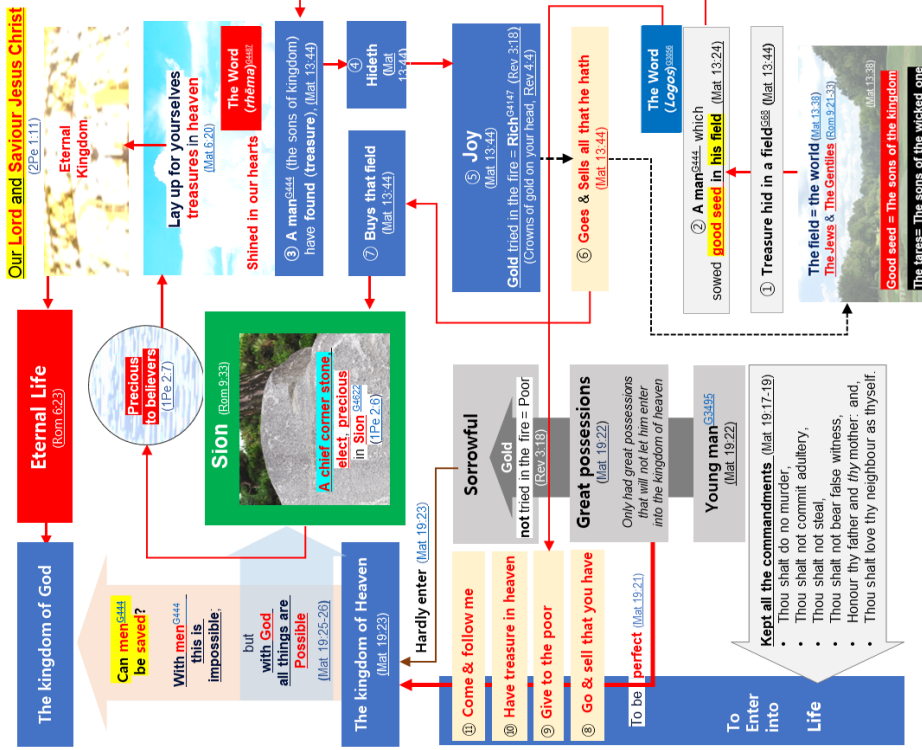 The kingdom of God
Eternal Life
(Rom 6:23)
Our Lord and Saviour Jesus Christ
(2Pe 1:11)
Eternal
Kingdom
Can men G444
be saved?
With men G444
this is
impossible;
but
with God
all things are
Possible
(Mat 19:25-26)
Precious
to believers
(1Pe 2.7)
Lay up for yourselves
treasures in heaven
(Mat 6:20)
The Word
(rhēma) G4487
Shined in our hearts
Sion (Rom 9:33)
A chief corner stone,
elect, precious
in Sion G4622
(1Pe 2:6)
③ A man G444 (the sons of kingdom)
have found (treasure), (Mat 13:44)
④
Hideth
(Mat
13:44)
The kingdom of Heaven
(Mat 19:23)
⑦ Buys that field
(Mat 13:44)
Hardly enter (Mat 19:23)
⑤ Joy
(Mat 13:44)
Gold tried in the fire = Rich G4147 (Rev 3:18)
(Crowns of gold on your head, Rev 4.4)
Sorrowful
Gold
not tried in the fire = Poor
(Rev 3:18)
⑪ Come & follow me
⑩ Have treasure in heaven
⑨ Give to the poor
⑧ Go & sell that you have
Great possessions
(Mat 19:22)
Only had great possessions
that will not let him enter
into the kingdom of heaven
⑥ Goes & Sells all that he hath
(Mat 13:44)
To be perfect (Mat 19:21)
The Word
(Logos) G3056
Young man G3495
(Mat 19:22)
② A man G444 which
sowed good seed in his field (Mat 13:24)
① Treasure hid in a field G68 (Mat 13:44)
To
Enter
into
Life
Kept all the commandments (Mat 19:17-19)
• Thou shalt do no murder,
• Thou shalt not commit adultery,
• Thou shalt not steal,
• Thou shalt not bear false witness,
• Honour thy father and thy mother: and,
• Thou shalt love thy neighbour as thyself.
The field = the world (Mat 13.38)
The Jews & The Gentiles (Rom 9:21-33)
(Mat 13.38)
Good seed = The sons of the kingdom
The tares= The sons of the wicked one